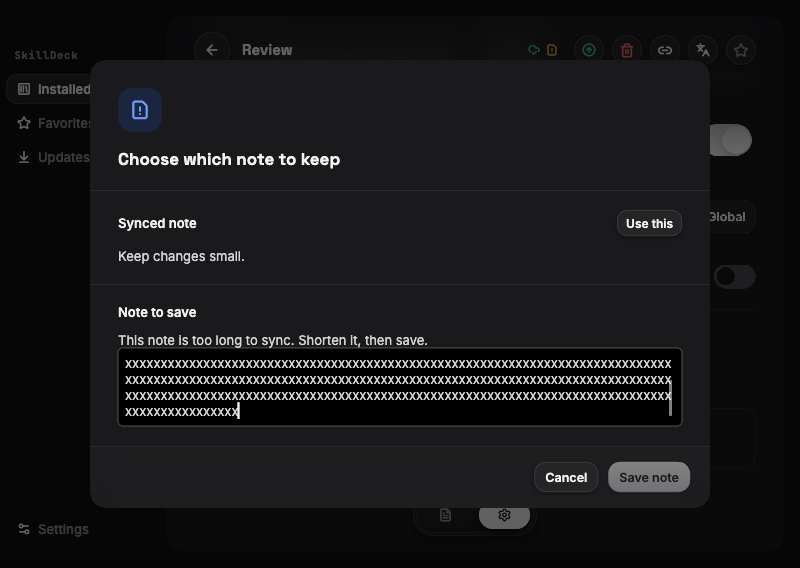 SkillDeck
Review
Installed
Favorites
Updates
Choose which note to keep
Synced note
Use this
Keep changes small.
Global
Note to save
This note is too long to sync. Shorten it, then save.
Cancel
Save note
Settings